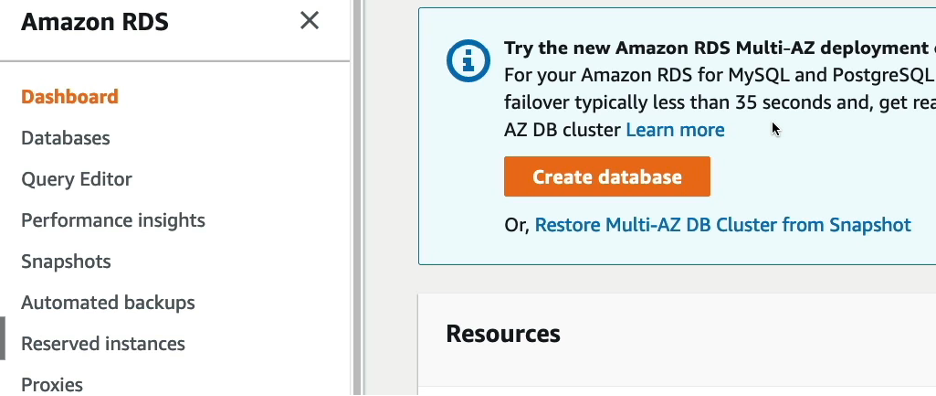 Amazon RDS
Dashboard
Databases
Query Editor
Performance insights
Snapshots
Automated backups
Reserved instances
Proxies
Try the new Amazon RDS Multi-AZ deployment
For your Amazon RDS for MySQL and PostgreSQL
failover typically less than 35 seconds and, get
AZ DB cluster Learn more
Create database
Or, Restore Multi-AZ DB Cluster from Snapshot
Resources